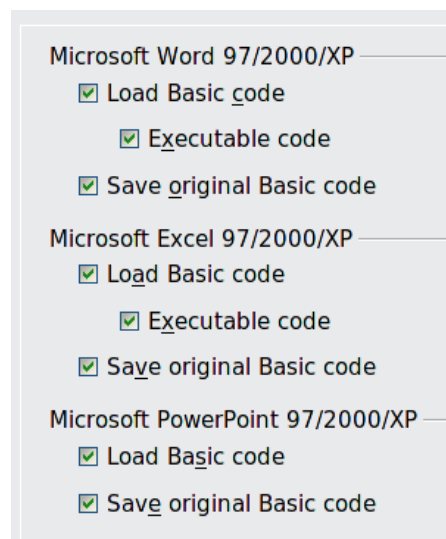 Microsoft Word 97/2000/XP
Load Basic code
Executable code
Save original Basic code
Microsoft Excel 97/2000/XP
Load Basic code
Executable code
Save original Basic code
Microsoft PowerPoint 97/2000/XP
Load Basic code
Save original Basic code